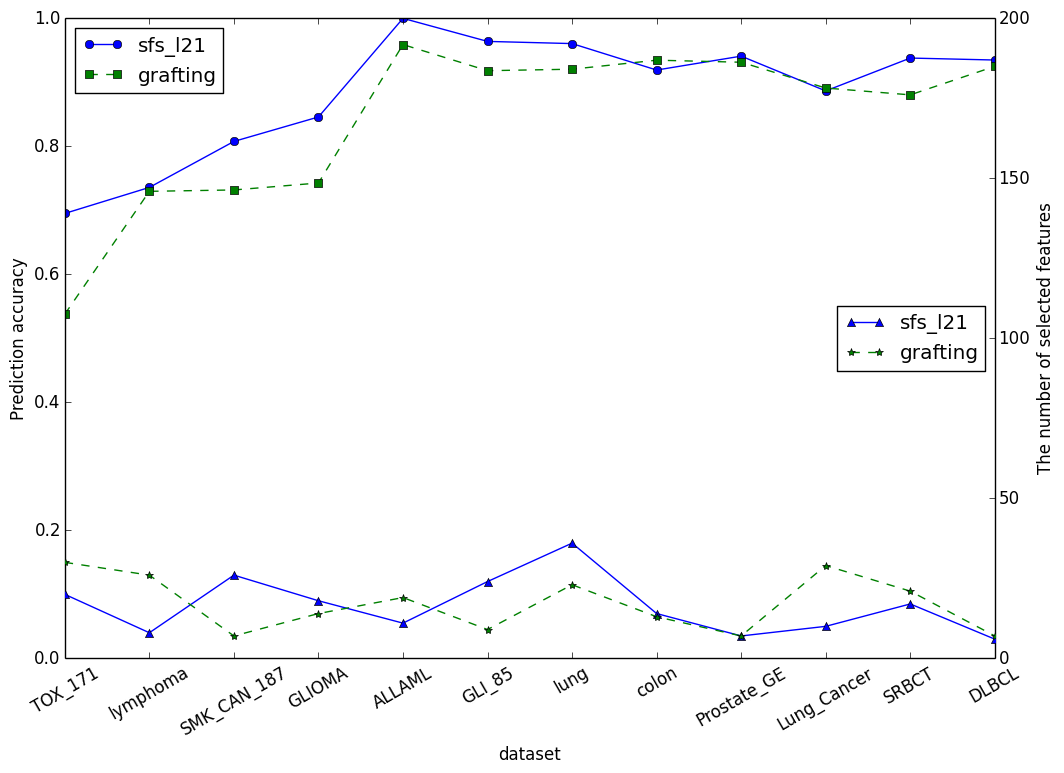 sfs_l21
grafting
sfs_l21
grafting
Prediction accuracy
1.0
0.8
0.6
0.4
0.2
0.0
The number of selected features
200
150
100
50
0
TOX_171
lymphoma
SMK_CAN_187
GLIOMA
ALLAML
GLI_85
lung
colon
Prostate_GE
Lung_Cancer
SRBCT
DLBCL
dataset